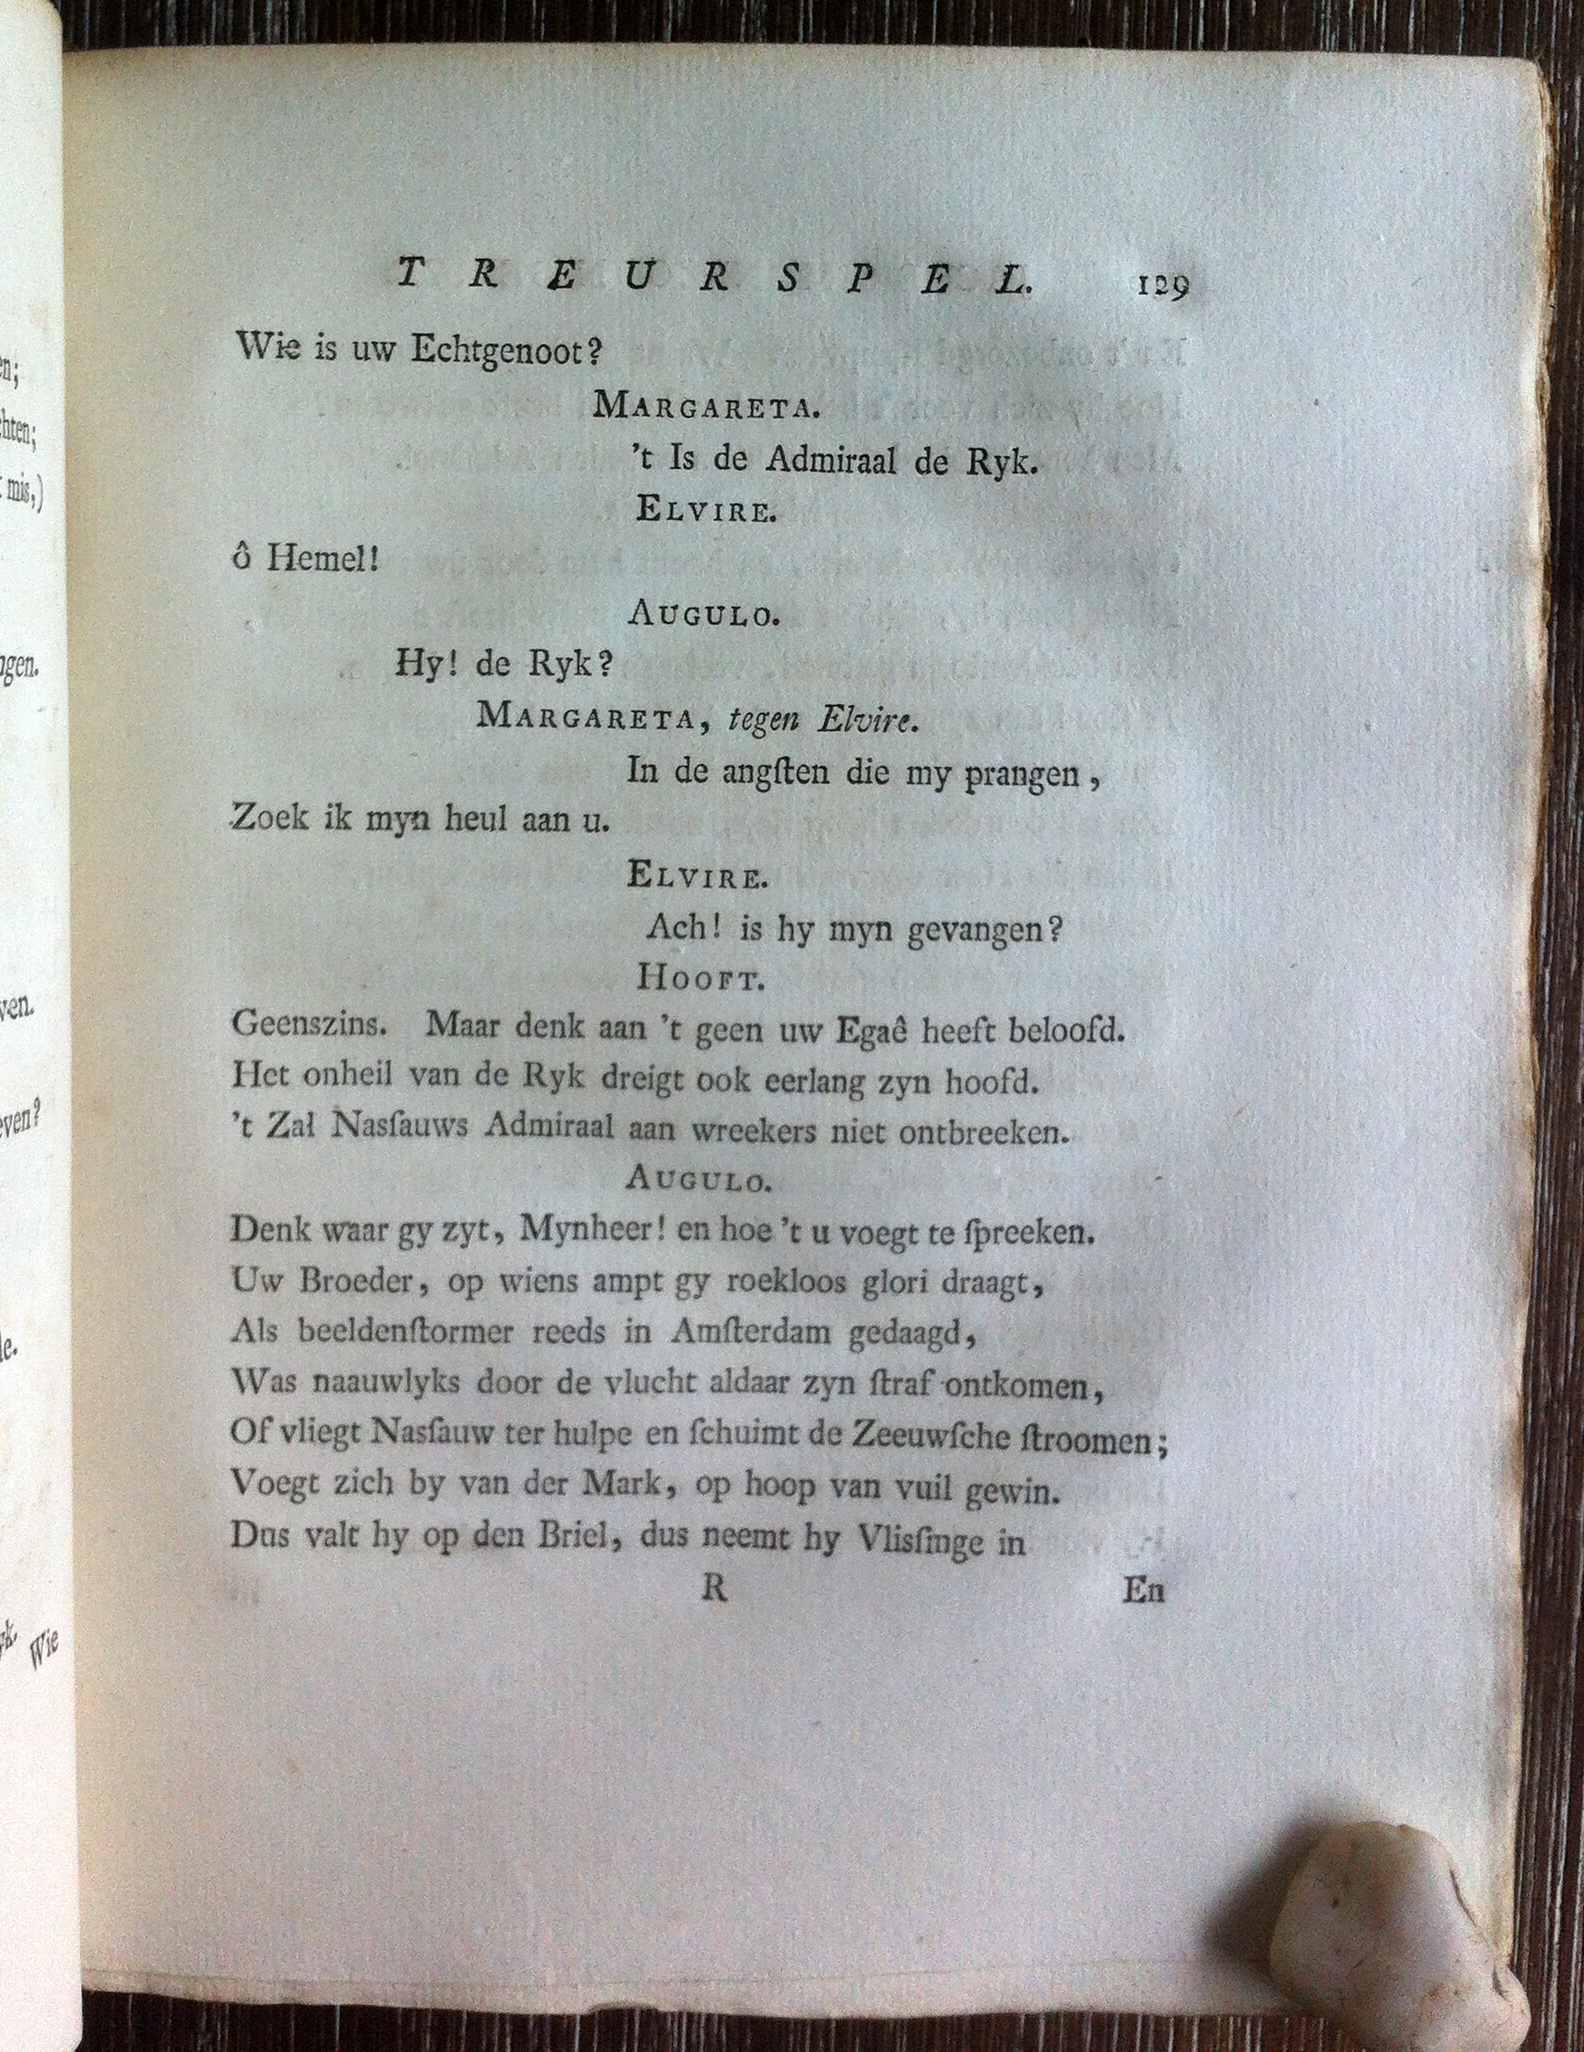 TREURSPEL. 129
Wie is uw Echtgenoot?
MARGARETA.
't Is de Admiraal de Ryk.
ELVIRE.
ô Hemel!
AUGULO.
Hy! de Ryk?
MARGARETA, tegen Elvire.
In de angſten die my prangen,
Zoek ik myn heul aan u.
ELVIRE.
Ach! is hy myn gevangen?
HOOFT.
Geenszins. Maar denk aan 't geen uw Egaê heeft beloofd.
Het onheil van de Ryk dreigt ook eerlang zyn hoofd.
't Zal Nasſauws Admiraal aan wreekers niet ontbreeken.
AUGULO.
Denk waar gy zyt, Mynheer! en hoe 't u voegt te ſpreeken.
Uw Broeder, op wiens ampt gy roekloos glori draagt,
Als beeldenſtormer reeds in Amſterdam gedaagd,
Was naauwlyks door de vlucht aldaar zyn ſtraf ontkomen,
Of vliegt Nasſauw ter hulpe en ſchuimt de Zeeuwſche ſtroomen;
Voegt zich by van der Mark, op hoop van vuil gewin.
Dus valt hy op den Briel, dus neemt hy Vlisſinge in
R En
mis,)
Wie